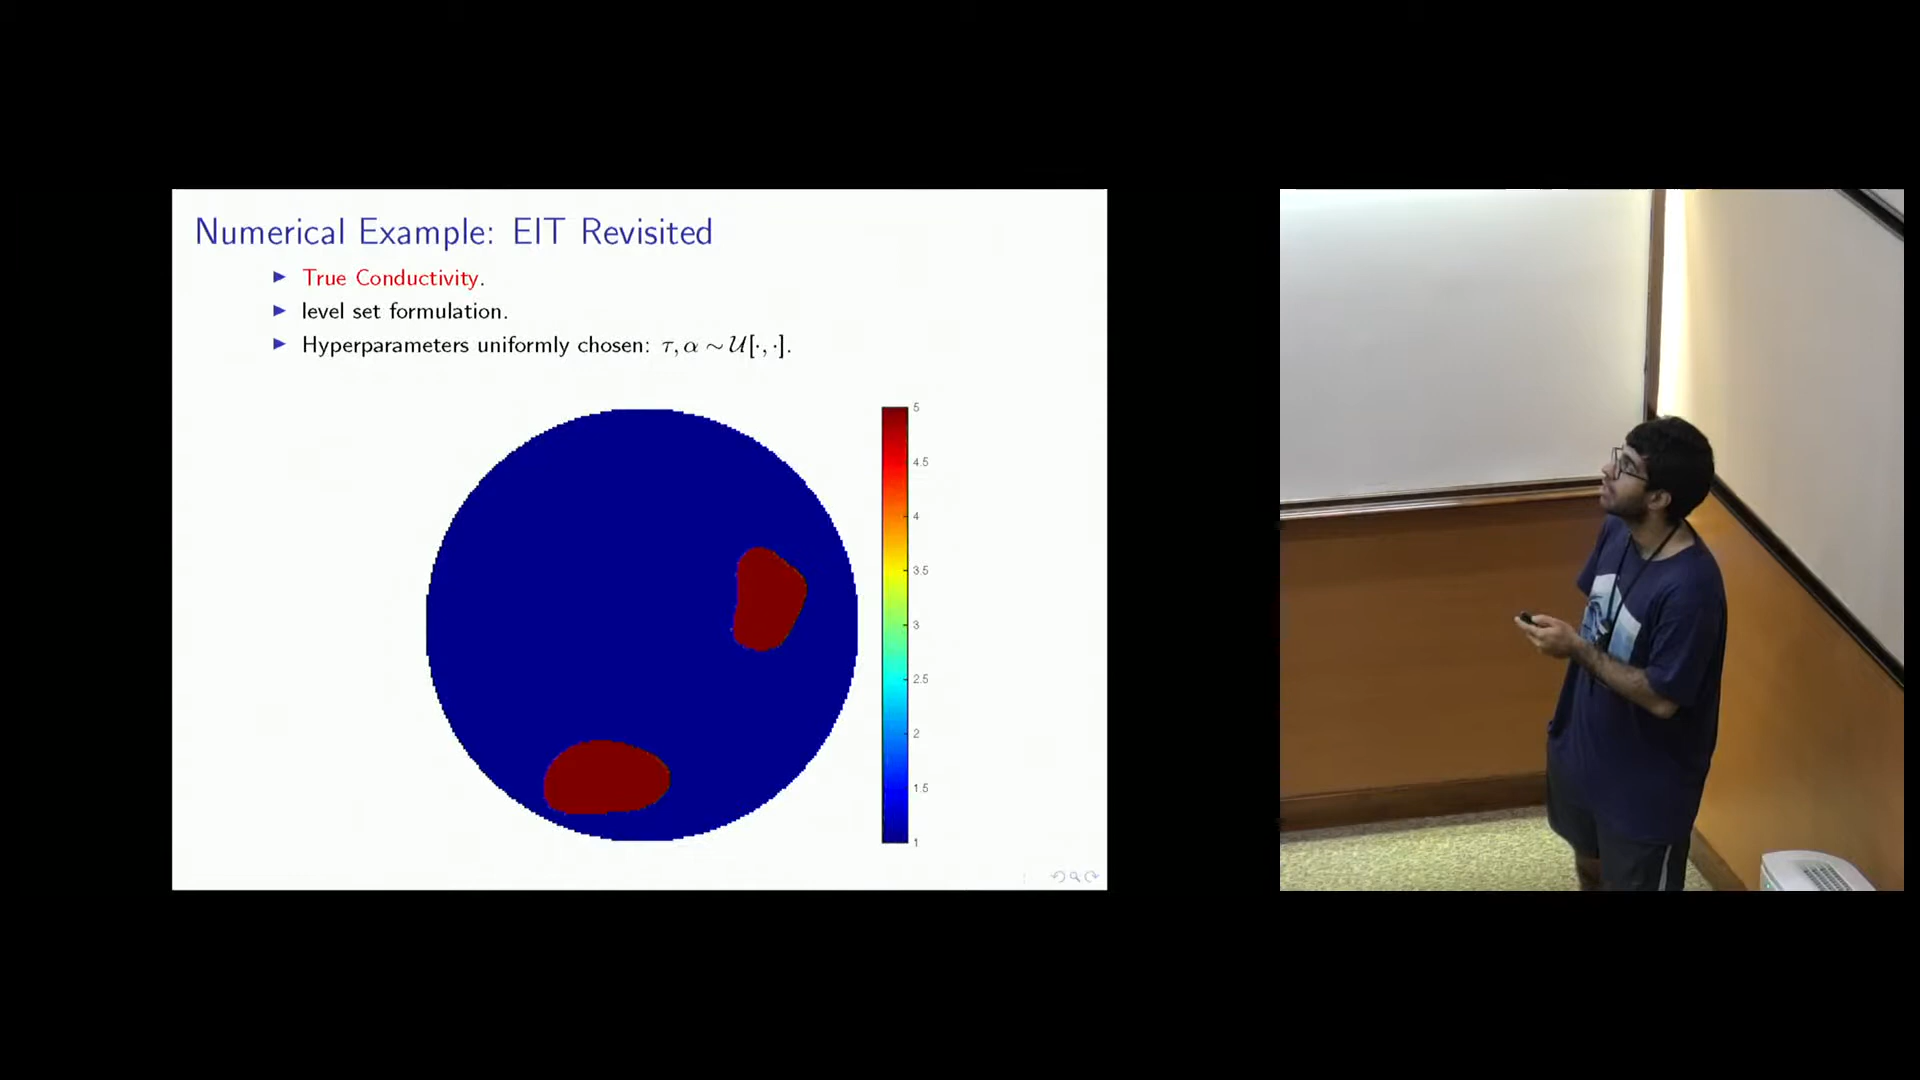 Numerical Example: EIT Revisited
True Conductivity.
level set formulation.
Hyperparameters uniformly chosen: τ, α ∼ 𝒰[·, ·].
5
4.5
4
3.5
3
2.5
2
1.5
1